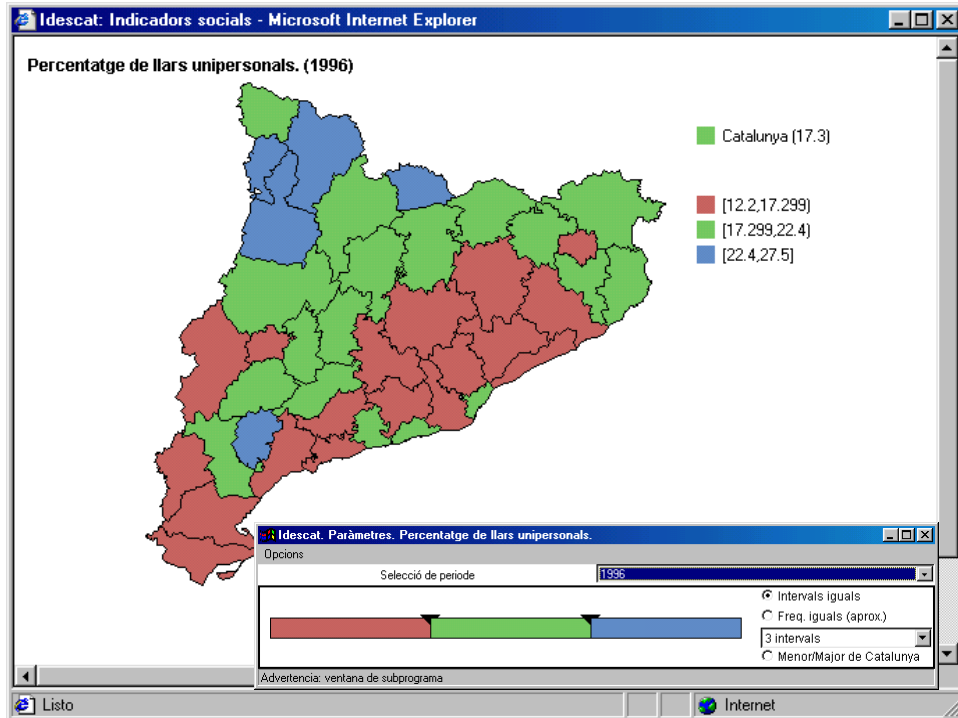 Idescat: Indicadors socials - Microsoft Internet Explorer
Percentatge de llars unipersonals. (1996)
Catalunya (17.3)
[12.2,17.299)
[17.299,22.4)
[22.4,27.5]
Idescat. Paràmetres. Percentatge de llars unipersonals.
Opcions
Selecció de periode
1996
Intervals iguals
Freq. iguals (aprox.)
3 intervals
Menor/Major de Catalunya
Advertencia: ventana de subprograma
Listo
Internet